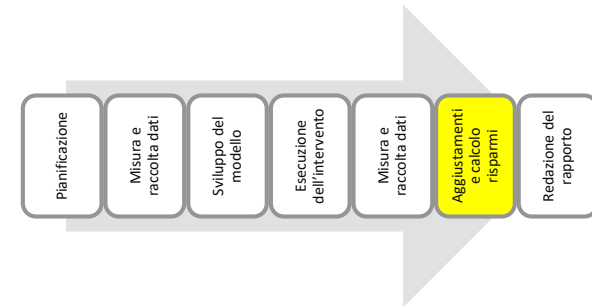 Pianificazione
Misura e
raccolta dati
Sviluppo del
modello
Esecuzione
dell'intervento
Misura e
raccolta dati
Aggiustamenti
e calcolo
risparmi
Redazione del
rapporto